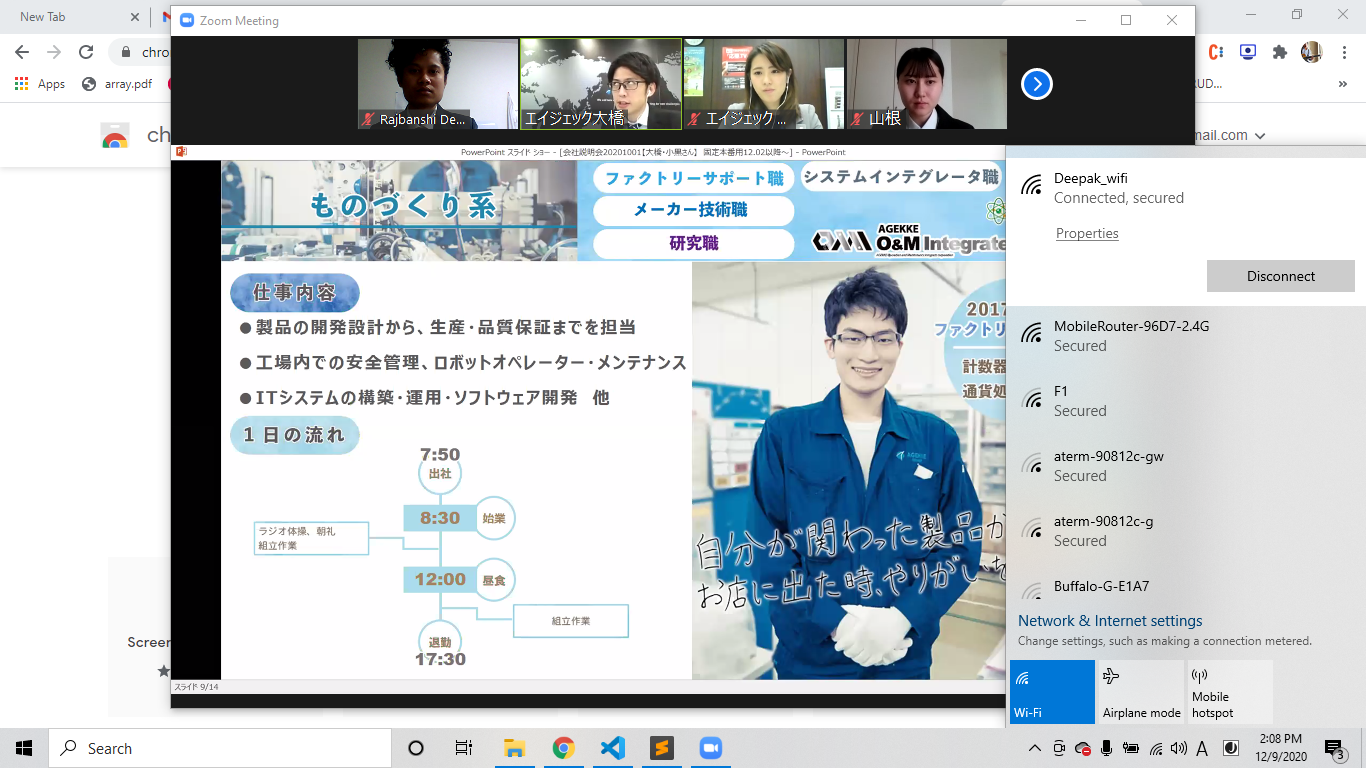 New Tab
Zoom Meeting
chro
Apps
array.pdf
RUD...
»
ch
mail.com
Rajbanshi De...
エイジェック大橋
エイジェック ...
山根
PowerPoint スライド ショー - [会社説明会20201001【大橋・小黒さん】 固定本番用12.02以降～] - PowerPoint
ものづくり系
ファクトリーサポート職
システムインテグレータ職
メーカー技術職
研究職
AGEKKE
O&M Integrate
仕事内容
●製品の開発設計から、生産・品質保証までを担当
●工場内での安全管理、ロボットオペレーター・メンテナンス
●ITシステムの構築・運用・ソフトウェア開発 他
1日の流れ
7:50
出社
8:30
始業
ラジオ体操、朝礼
組立作業
12:00
昼食
組立作業
退勤
17:30
2017
ファクトリ
計数器
通貨処
AGEKKE
自分が関わった製品が
お店に出た時、やりがいを
スライド 9/14
Screen
Deepak_wifi
Connected, secured
Properties
Disconnect
MobileRouter-96D7-2.4G
Secured
F1
Secured
aterm-90812c-gw
Secured
aterm-90812c-g
Secured
Buffalo-G-E1A7
Network & Internet settings
Change settings, such as making a connection metered.
Wi-Fi
Airplane mode
Mobile
hotspot
Search
A
2:08 PM
12/9/2020
3